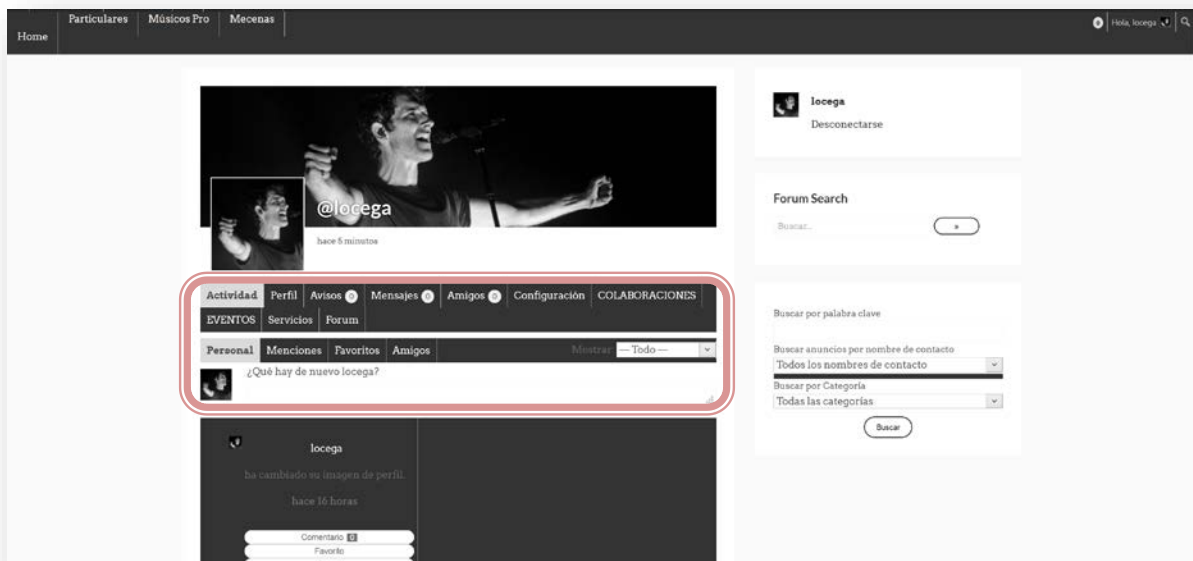 Particulares Músicos Pro Mecenas
Home
0 Hola, locega
@locega
hace 6 minutos
Actividad Perfil Avisos 0 Mensajes 0 Amigos 0 Configuración COLABORACIONES
EVENTOS Servicios Forum
Personal Menciones Favoritos Amigos Mostrar — Todo —
¿Qué hay de nuevo locega?
locega
ha cambiado su imagen de perfil.
hace 16 horas
Comentario 0
Favorito
locega
Desconectarse
Forum Search
Buscar...
»
Buscar por palabra clave
Buscar anuncios por nombre de contacto
Todos los nombres de contacto
Buscar por Categoría
Todas las categorías
Buscar